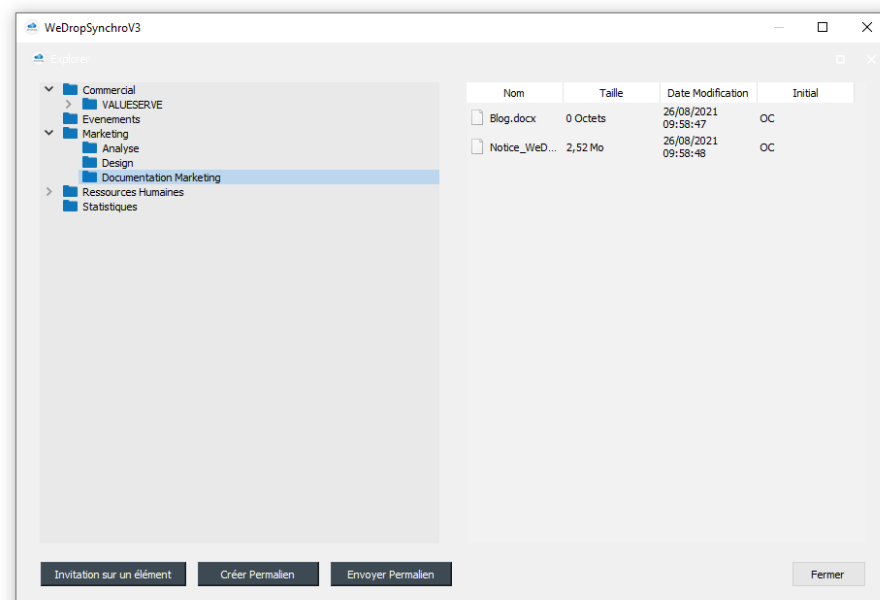 WeDropSynchroV3
Explorer
Commercial
VALUESERVE
Evenements
Marketing
Analyse
Design
Documentation Marketing
Ressources Humaines
Statistiques
Nom Taille Date Modification Initial
Blog.docx 0 Octets 26/08/2021 09:58:47 OC
Notice_WeD... 2,52 Mo 26/08/2021 09:58:48 OC
Invitation sur un élément Créer Permalien Envoyer Permalien Fermer